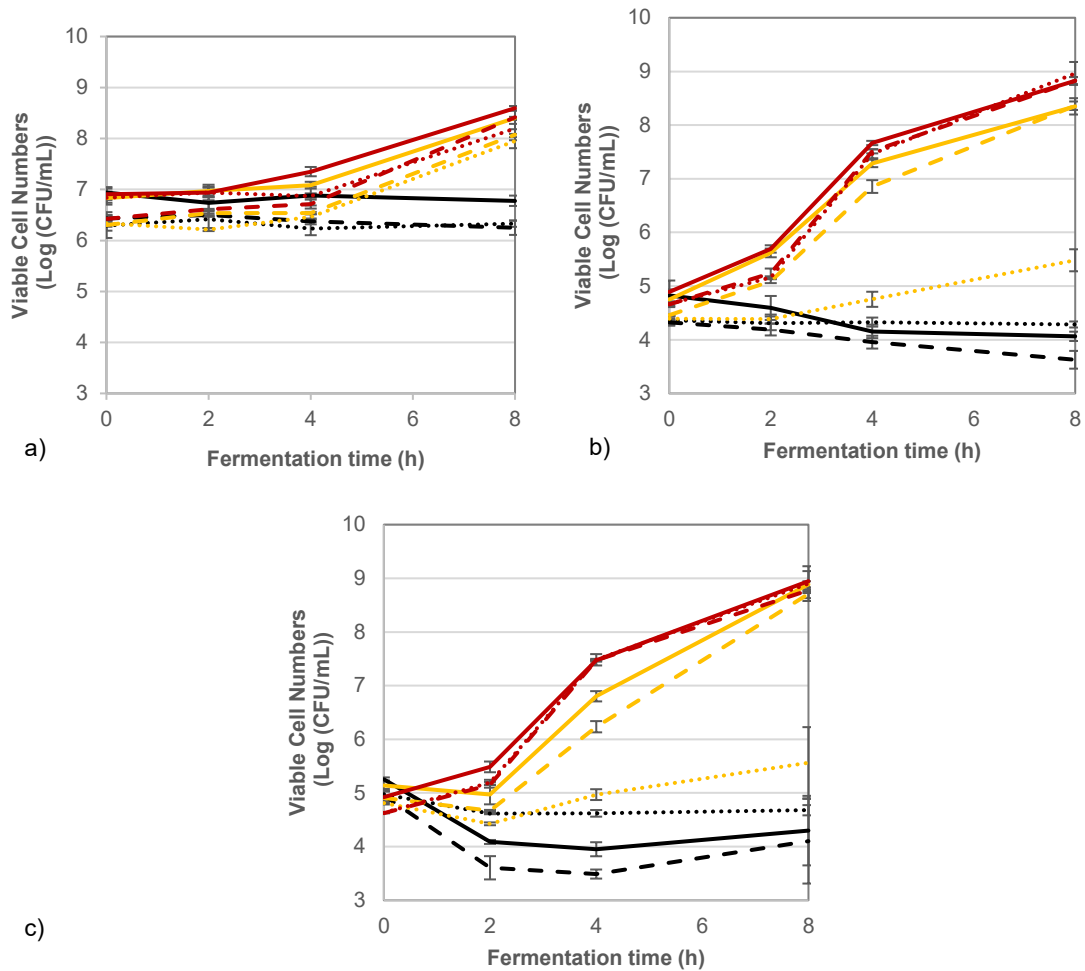 Viable Cell Numbers
(Log (CFU/mL))
10
9
8
7
6
5
4
3
0 2 4 6 8
Fermentation time (h)
a)
Viable Cell Numbers
(Log (CFU/mL))
10
9
8
7
6
5
4
3
0 2 4 6 8
Fermentation time (h)
b)
Viable Cell Numbers
(Log (CFU/mL))
10
9
8
7
6
5
4
3
0 2 4 6 8
Fermentation time (h)
c)